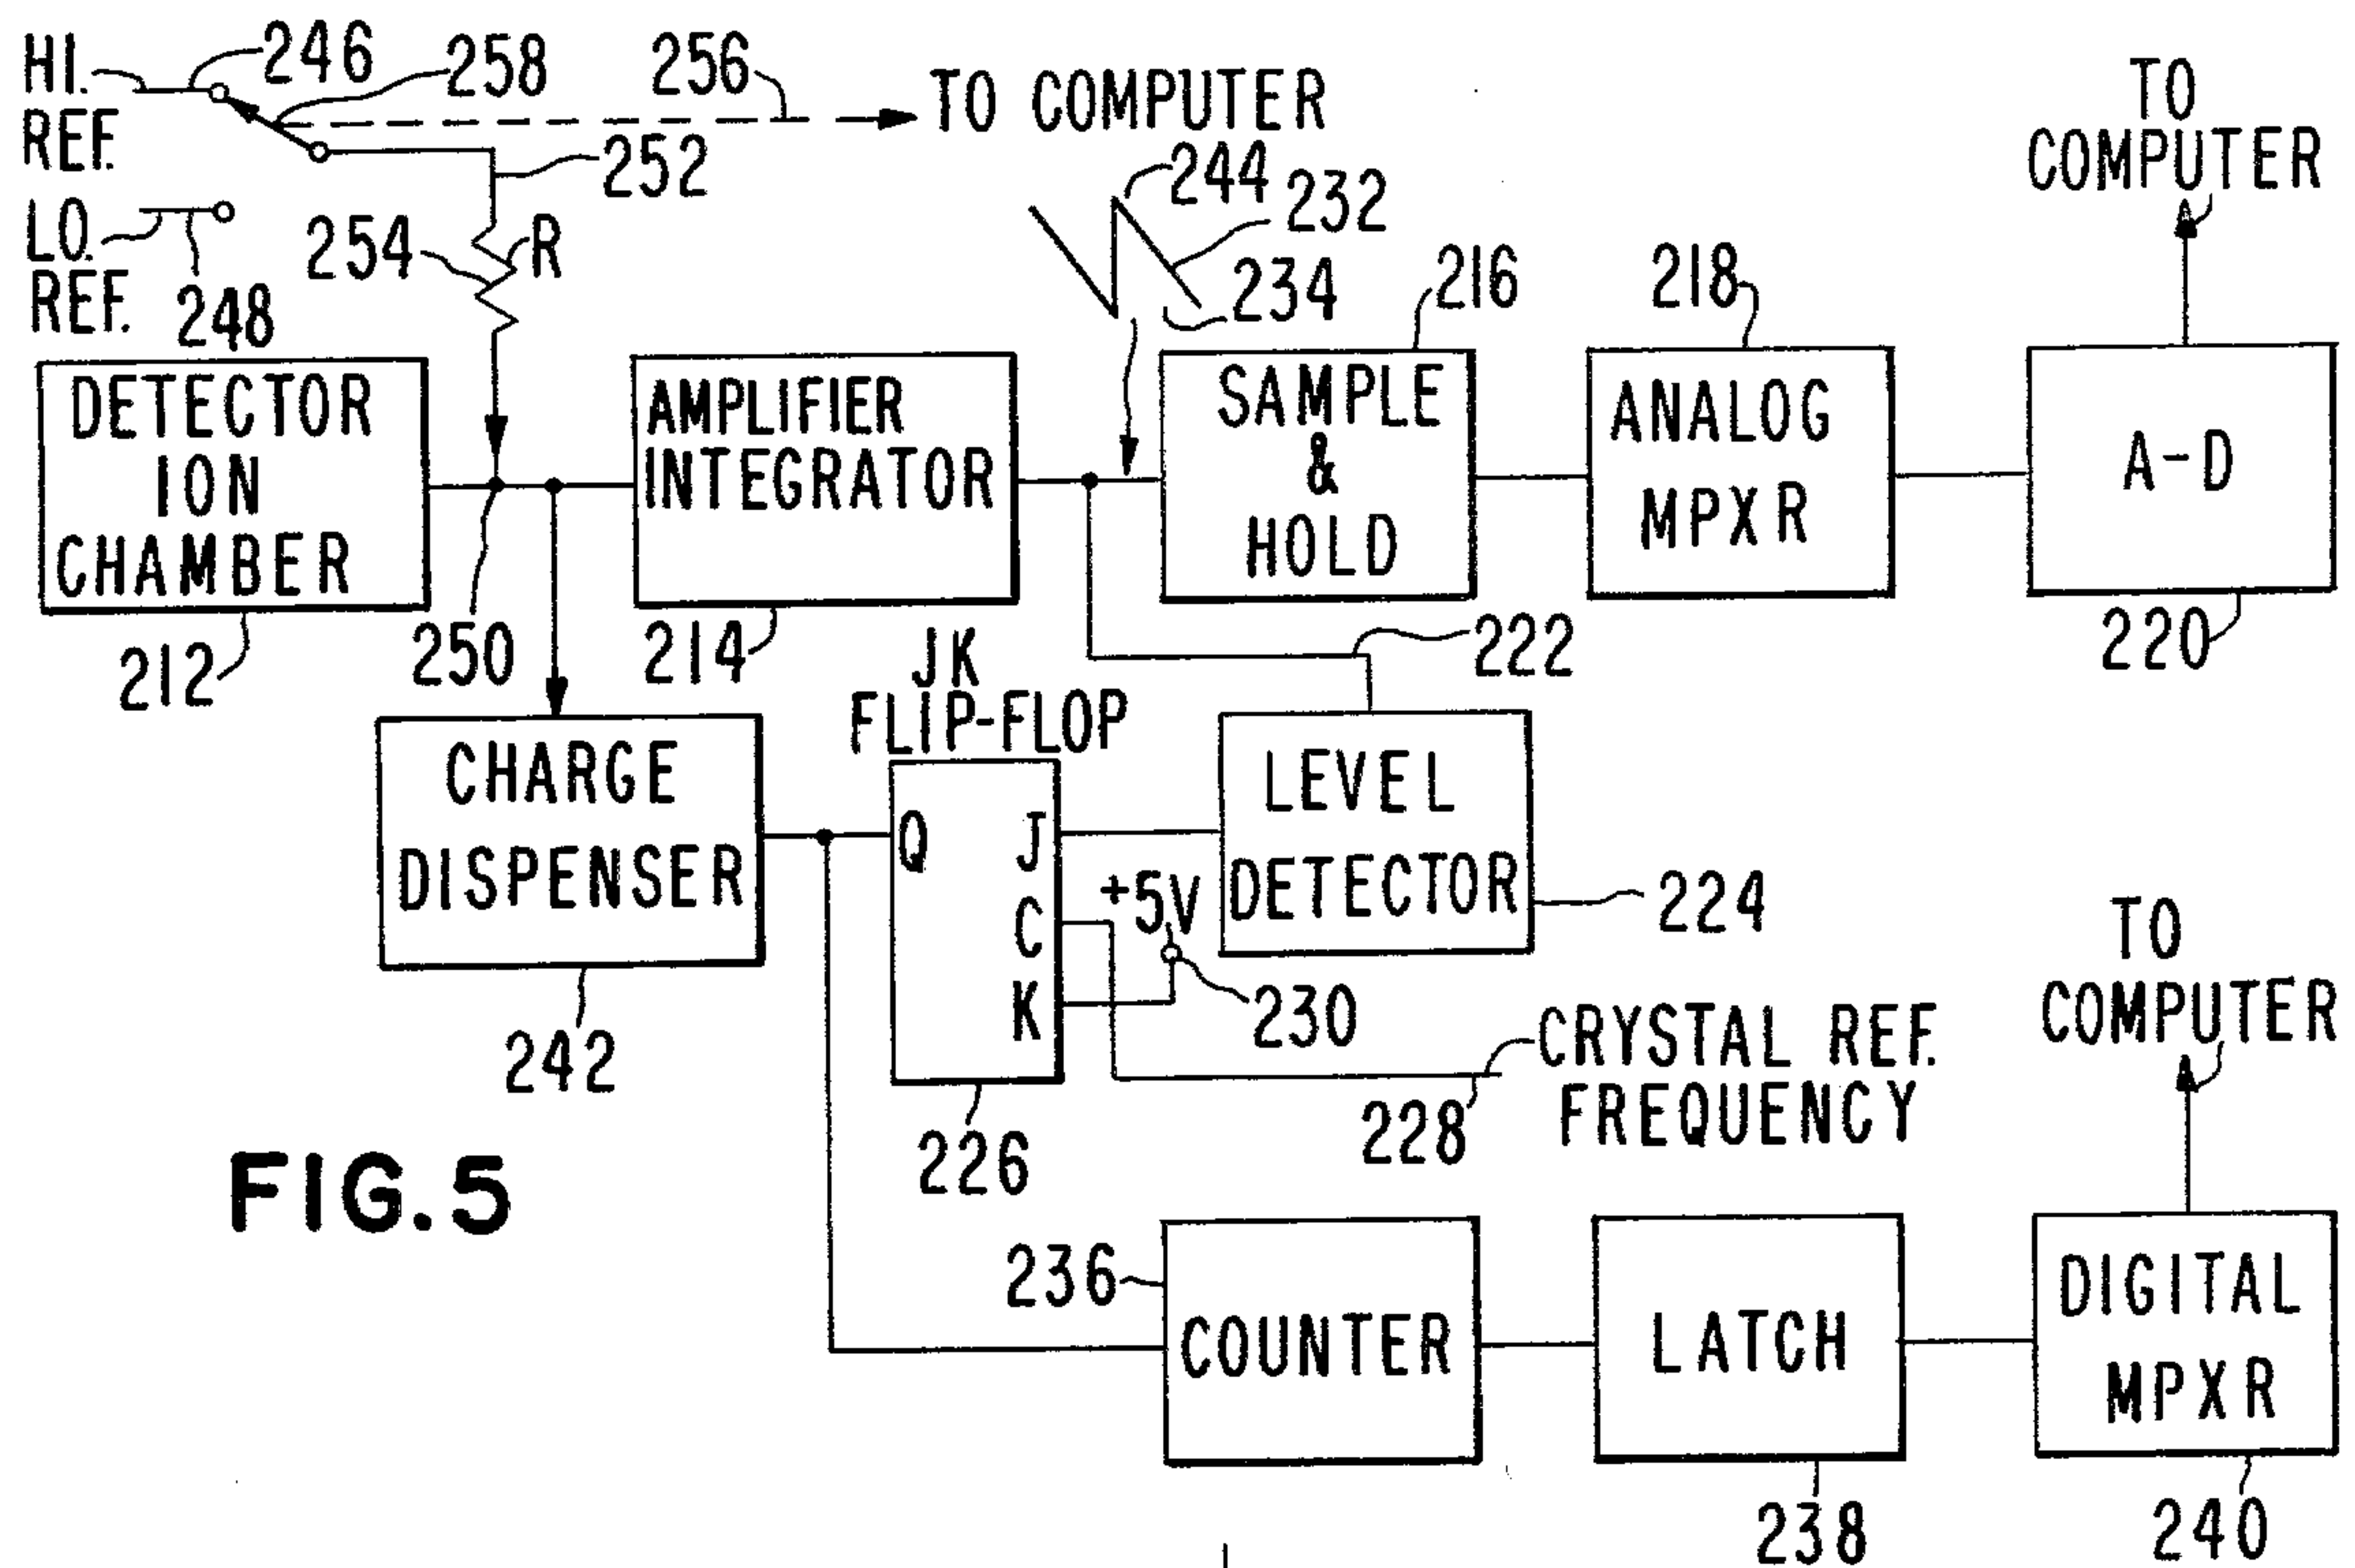 HI.
REF.
246
258
256
TO COMPUTER
252
LO.
REF.
248
254
R
244
232
234
216
218
TO
COMPUTER
DETECTOR
ION
CHAMBER
212
250
AMPLIFIER
INTEGRATOR
214
SAMPLE
&
HOLD
ANALOG
MPXR
A-D
220
222
JK
FLIP-FLOP
CHARGE
DISPENSER
242
Q
J
C
K
226
+5V
230
LEVEL
DETECTOR
224
CRYSTAL REF.
FREQUENCY
228
TO
COMPUTER
FIG.5
236
COUNTER
LATCH
238
DIGITAL
MPXR
240